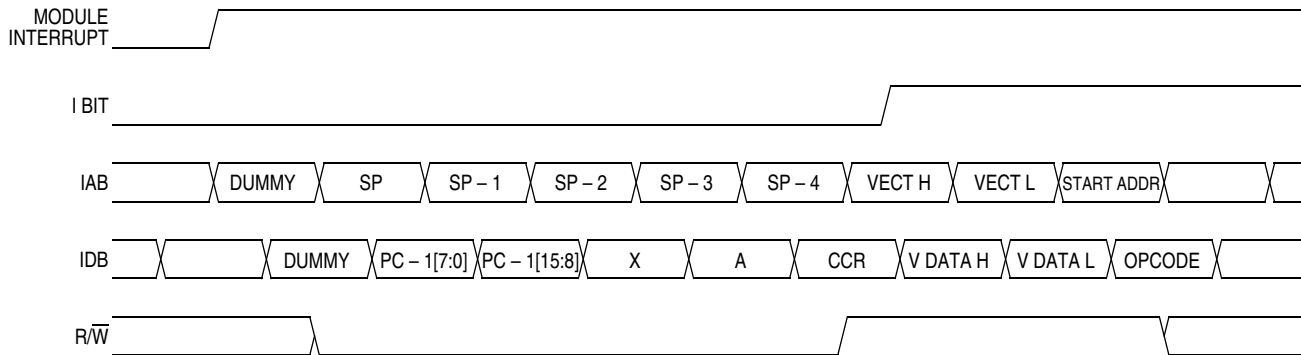 MODULE
INTERRUPT
I BIT
IAB DUMMY SP SP – 1 SP – 2 SP – 3 SP – 4 VECT H VECT L START ADDR
IDB DUMMY PC – 1[7:0] PC – 1[15:8] X A CCR V DATA H V DATA L OPCODE
R/W̅